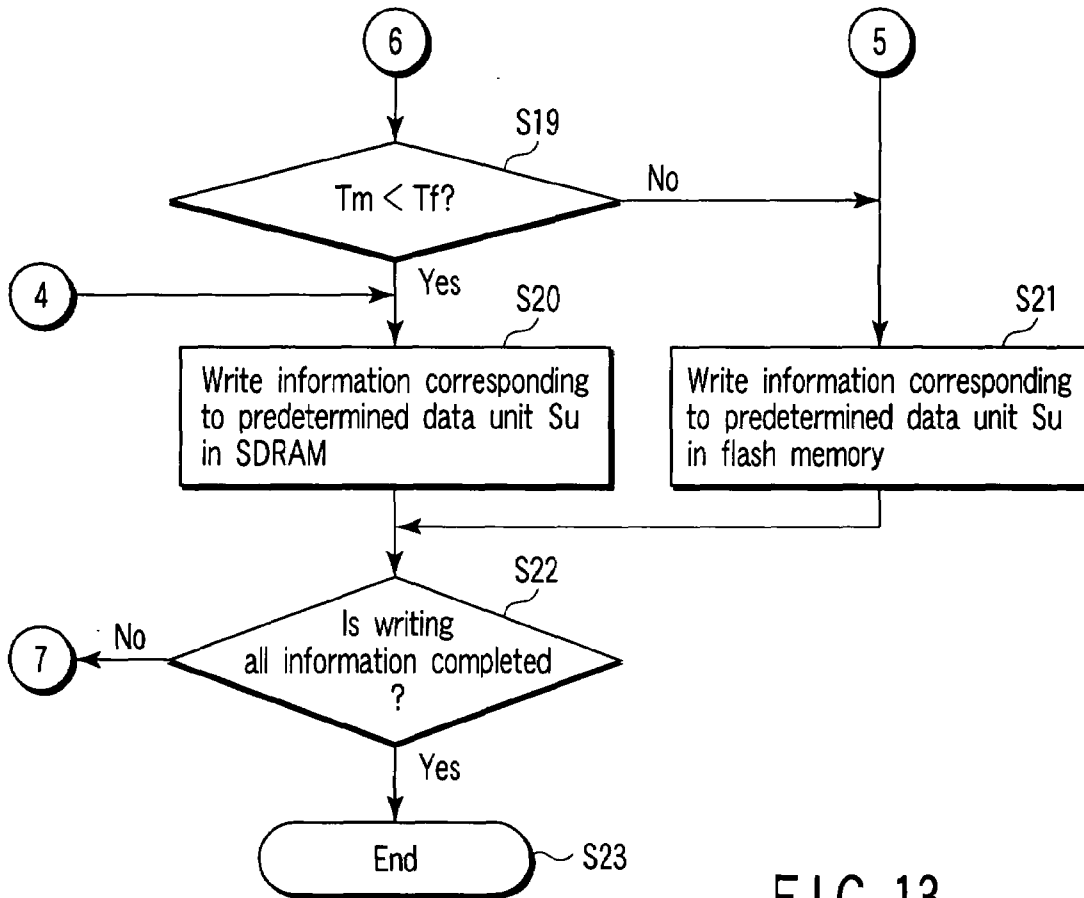 6
5
S19
Tm < Tf?
No
Yes
4
S20
S21
Write information corresponding
to predetermined data unit Su
in SDRAM
Write information corresponding
to predetermined data unit Su
in flash memory
S22
Is writing
all information completed
?
No
7
Yes
End
S23